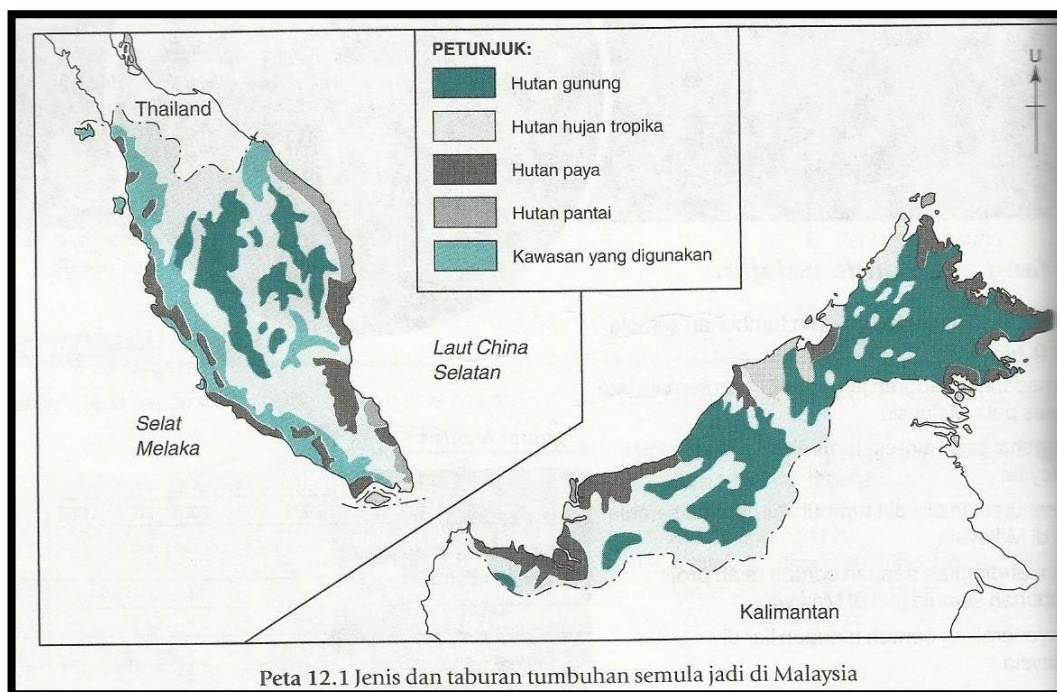 PETUNJUK:
Hutan gunung
Hutan hujan tropika
Hutan paya
Hutan pantai
Kawasan yang digunakan
U
Thailand
Laut China
Selatan
Selat
Melaka
Kalimantan
Peta 12.1 Jenis dan taburan tumbuhan semula jadi di Malaysia